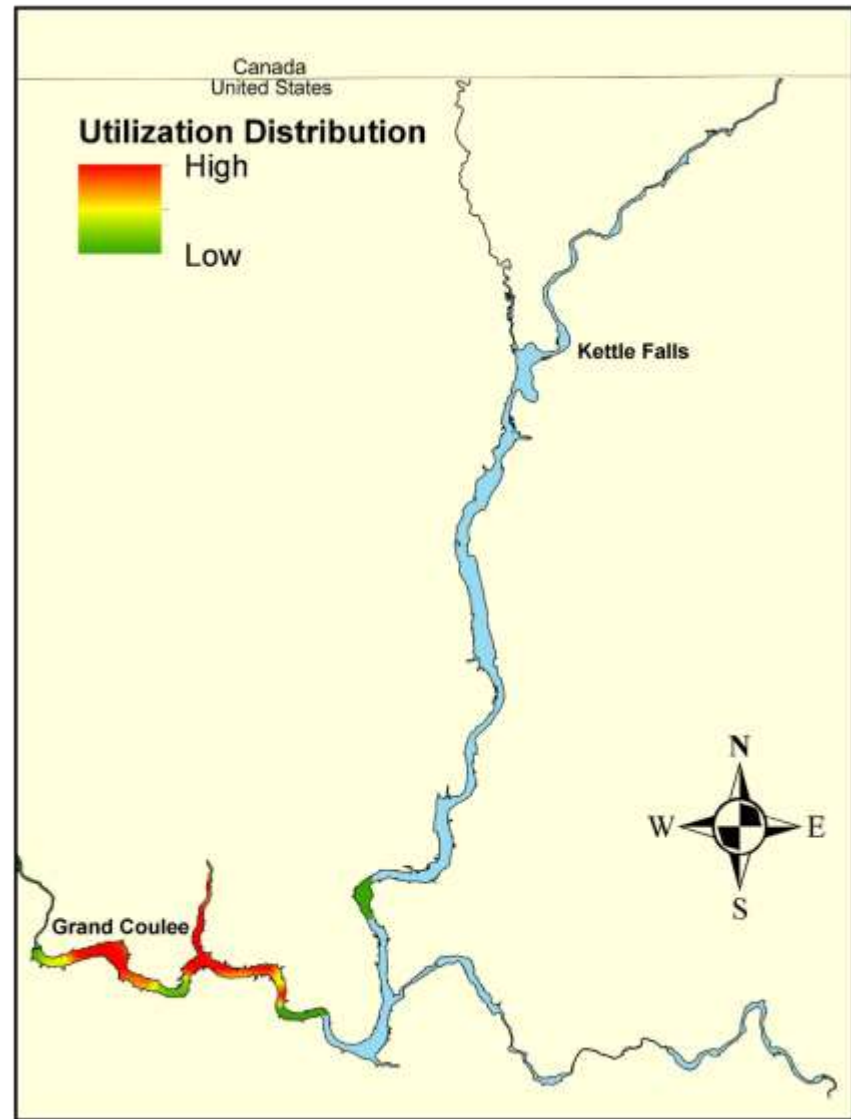 Canada
United States
Utilization Distribution
High
Low
Kettle Falls
N
W E
S
Grand Coulee